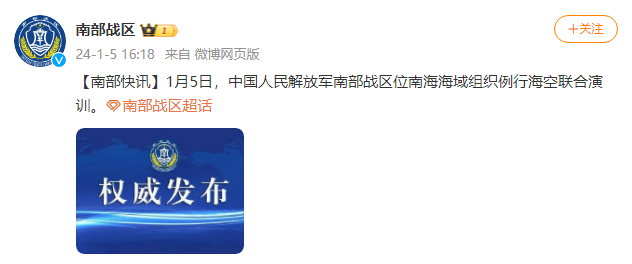 南部战区 I
+关注
24-1-5 16:18 来自 微博网页版
【南部快讯】1月5日，中国人民解放军南部战区位南海海域组织例行海空联合演
训。南部战区超话
南
权威发布